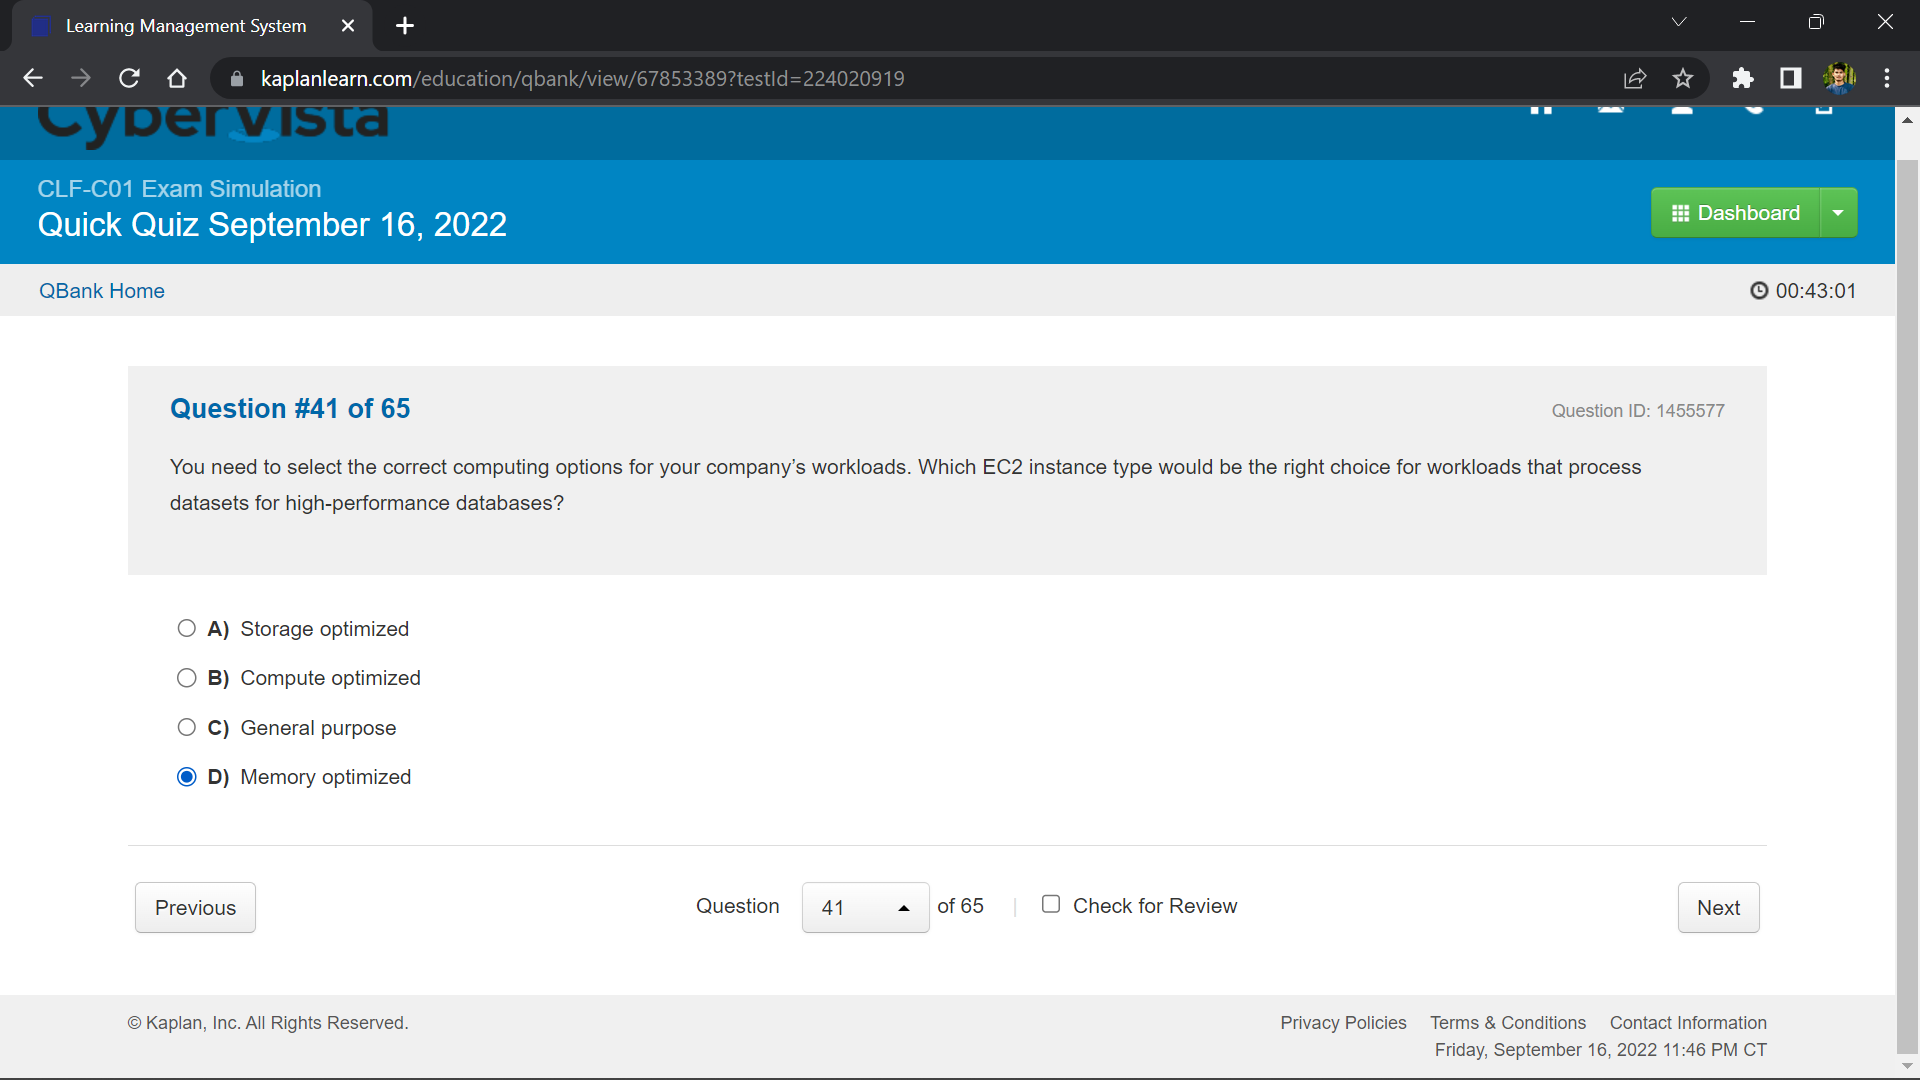 Learning Management System
kaplanlearn.com/education/qbank/view/67853389?testId=224020919
CyberVista
CLF-C01 Exam Simulation
Quick Quiz September 16, 2022
Dashboard
QBank Home
00:43:01
Question #41 of 65
Question ID: 1455577
You need to select the correct computing options for your company’s workloads. Which EC2 instance type would be the right choice for workloads that process
datasets for high-performance databases?
A) Storage optimized
B) Compute optimized
C) General purpose
D) Memory optimized
Previous
Question 41 of 65 | Check for Review
Next
© Kaplan, Inc. All Rights Reserved.
Privacy Policies Terms & Conditions Contact Information
Friday, September 16, 2022 11:46 PM CT